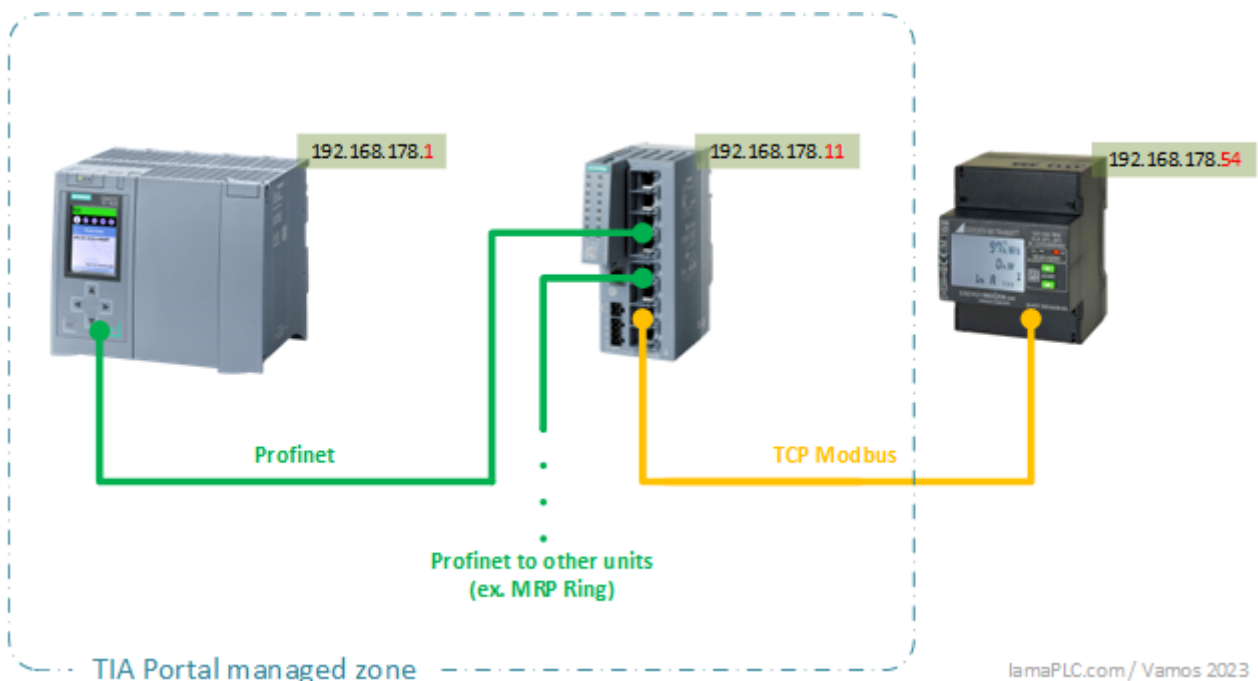 192.168.178.1
192.168.178.11
192.168.178.54
Profinet
TCP Modbus
Profinet to other units
(ex. MRP Ring)
TIA Portal managed zone
IamaPLC.com / Vamos 2023